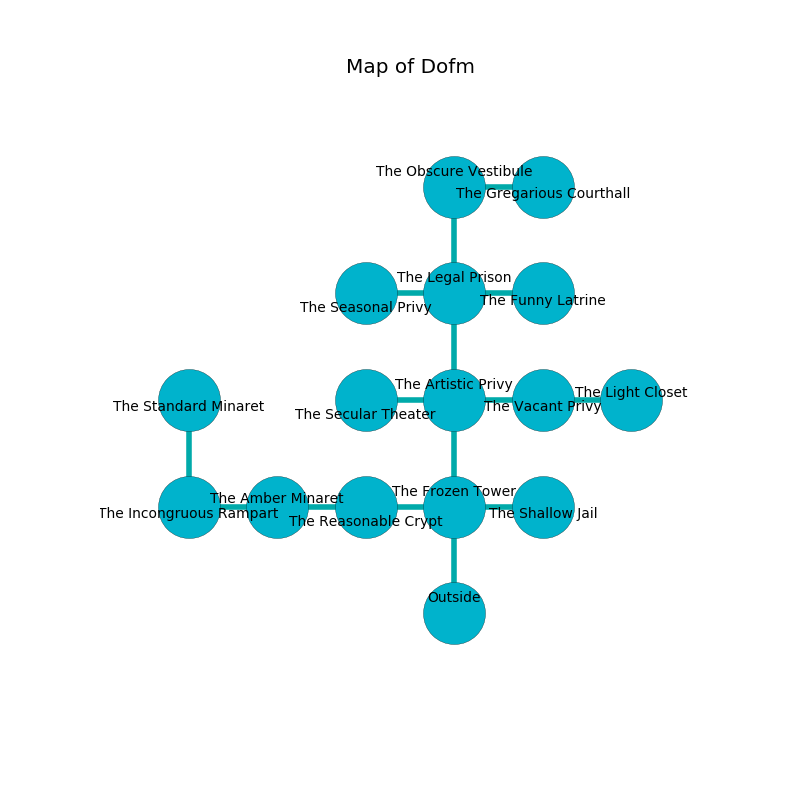 Map of Dofm
The Obscure Vestibule
The Gregarious Courthall
The Legal Prison
The Funny Latrine
The Seasonal Privy
The Artistic Privy
The Light Closet
The Standard Minaret
The Vacant Privy
The Secular Theater
The Frozen Tower
The Amber Minaret
The Incongruous Rampart
The Shallow Jail
The Reasonable Crypt
Outside